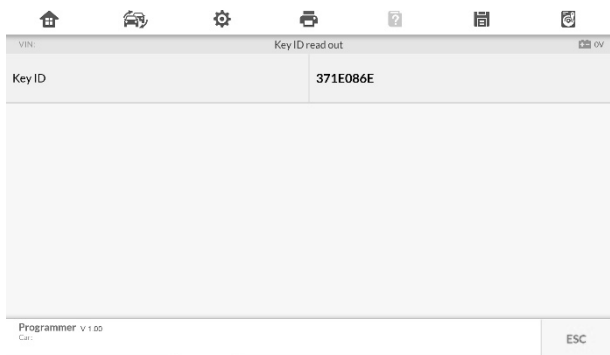 VIN: Key ID read out 0V
Key ID 371E086E
Programmer V 1.00
Car:
ESC